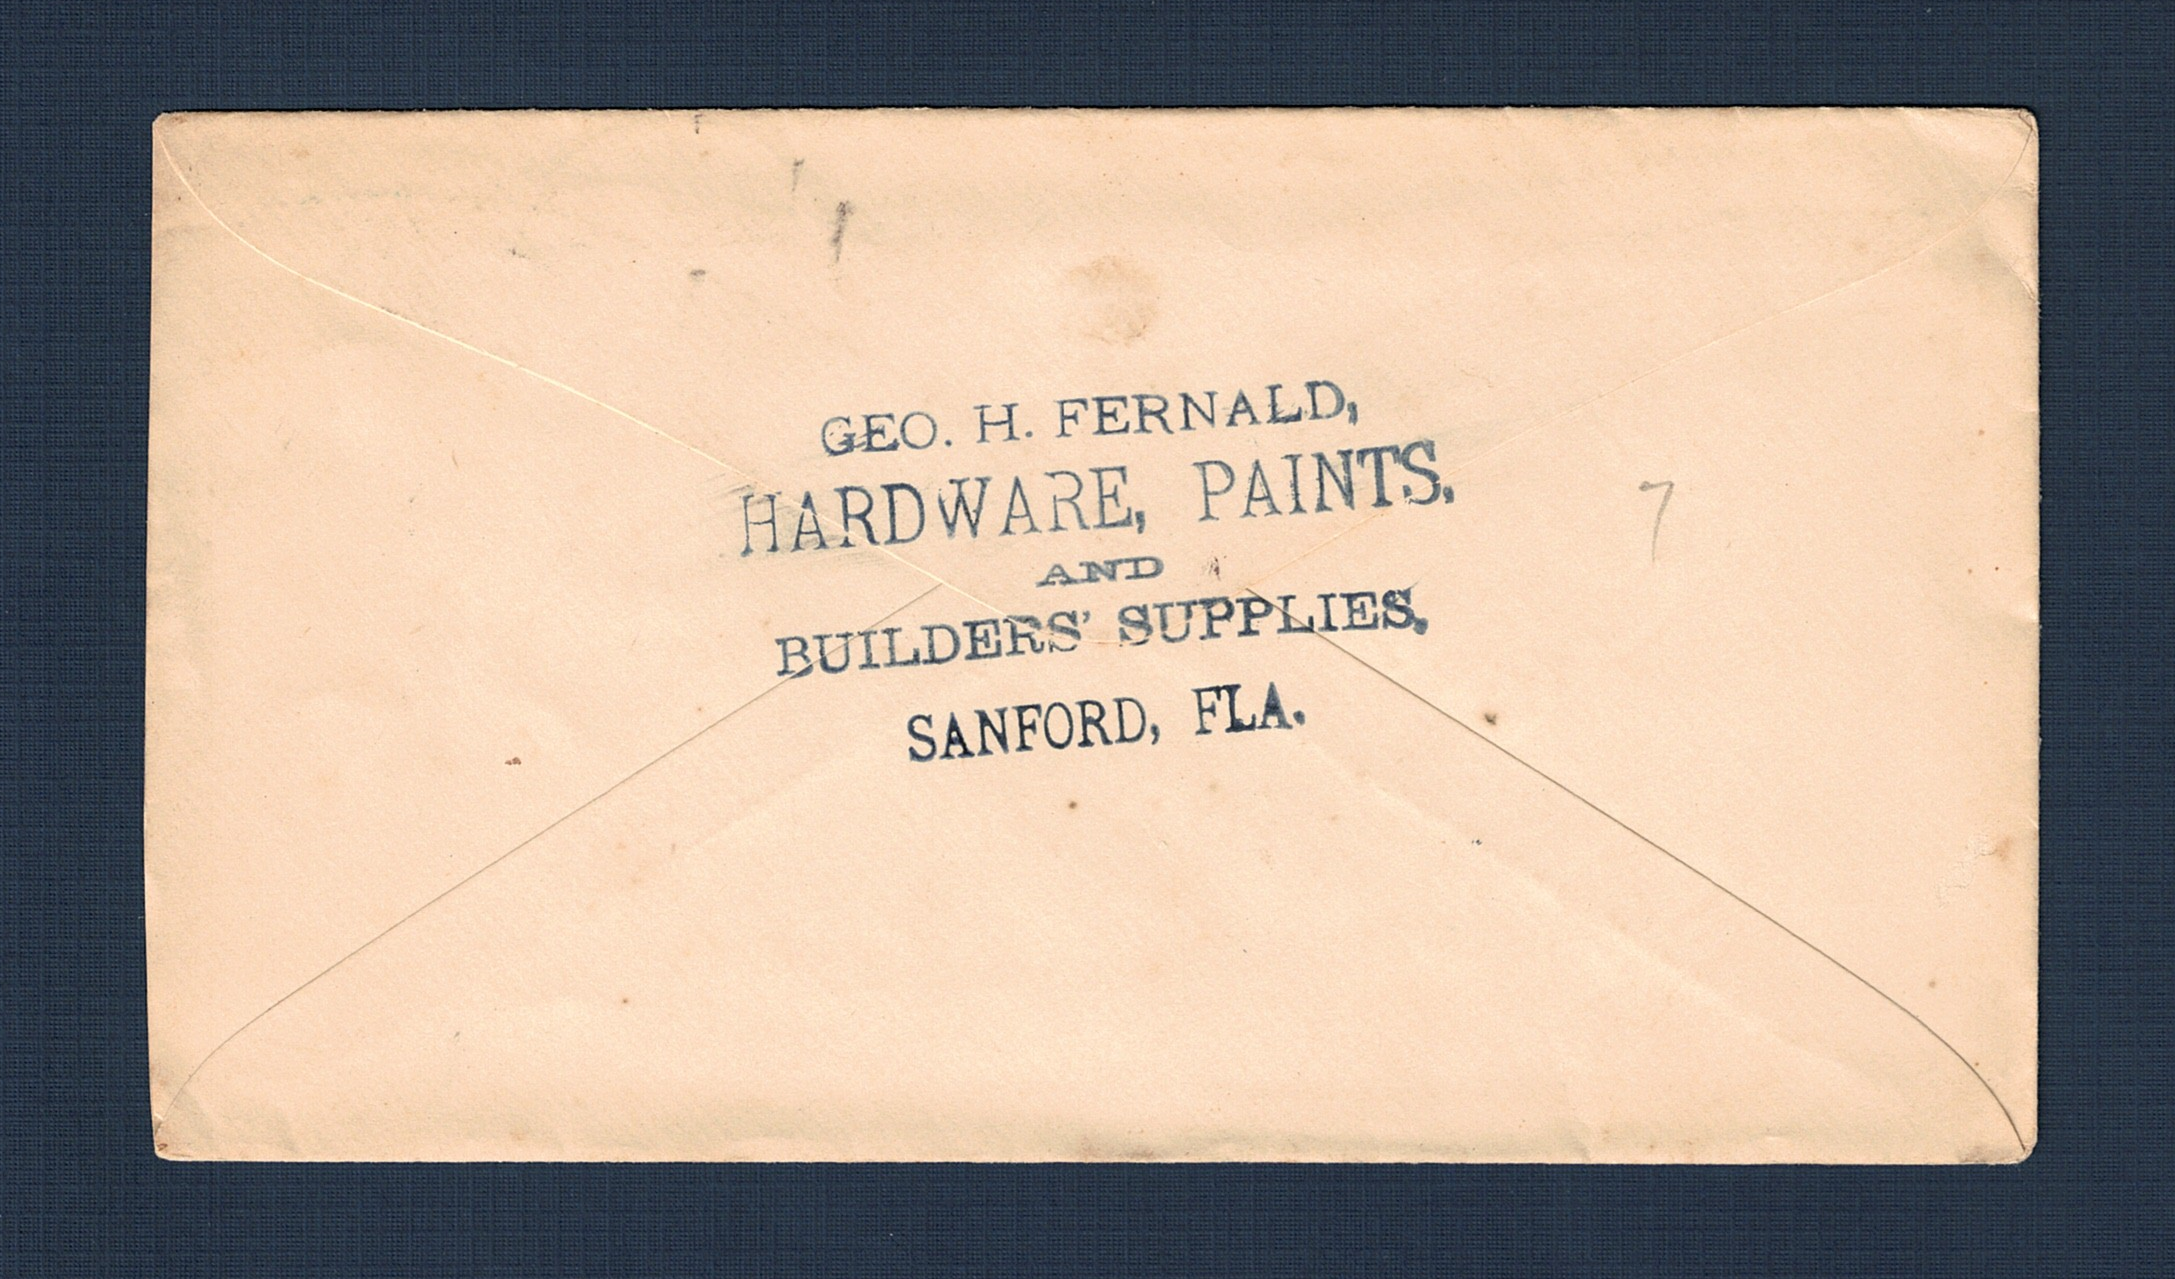 GEO. H. FERNALD,
HARDWARE, PAINTS,
AND
BUILDERS' SUPPLIES,
SANFORD, FLA.
7